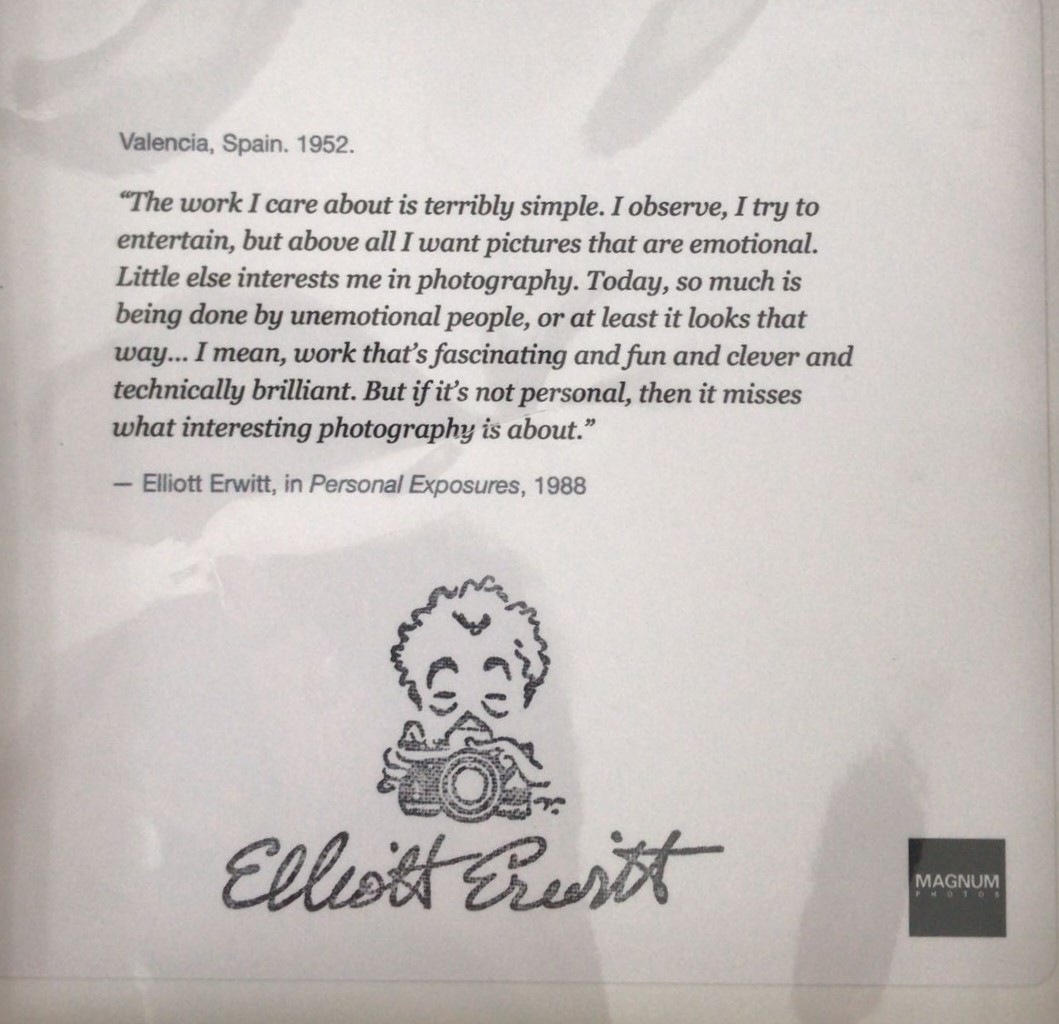 Valencia, Spain. 1952.
“The work I care about is terribly simple. I observe, I try to
entertain, but above all I want pictures that are emotional.
Little else interests me in photography. Today, so much is
being done by unemotional people, or at least it looks that
way... I mean, work that’s fascinating and fun and clever and
technically brilliant. But if it’s not personal, then it misses
what interesting photography is about.”
— Elliott Erwitt, in Personal Exposures, 1988
Elliott Erwitt
MAGNUM
PHOTOS